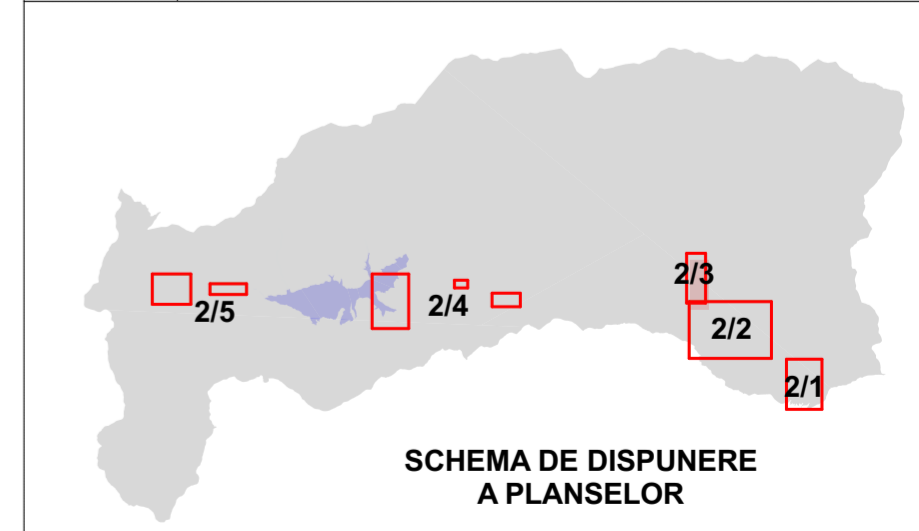 2/3
2/5
2/4
2/2
2/1
SCHEMA DE DISPUNERE
A PLANSELOR